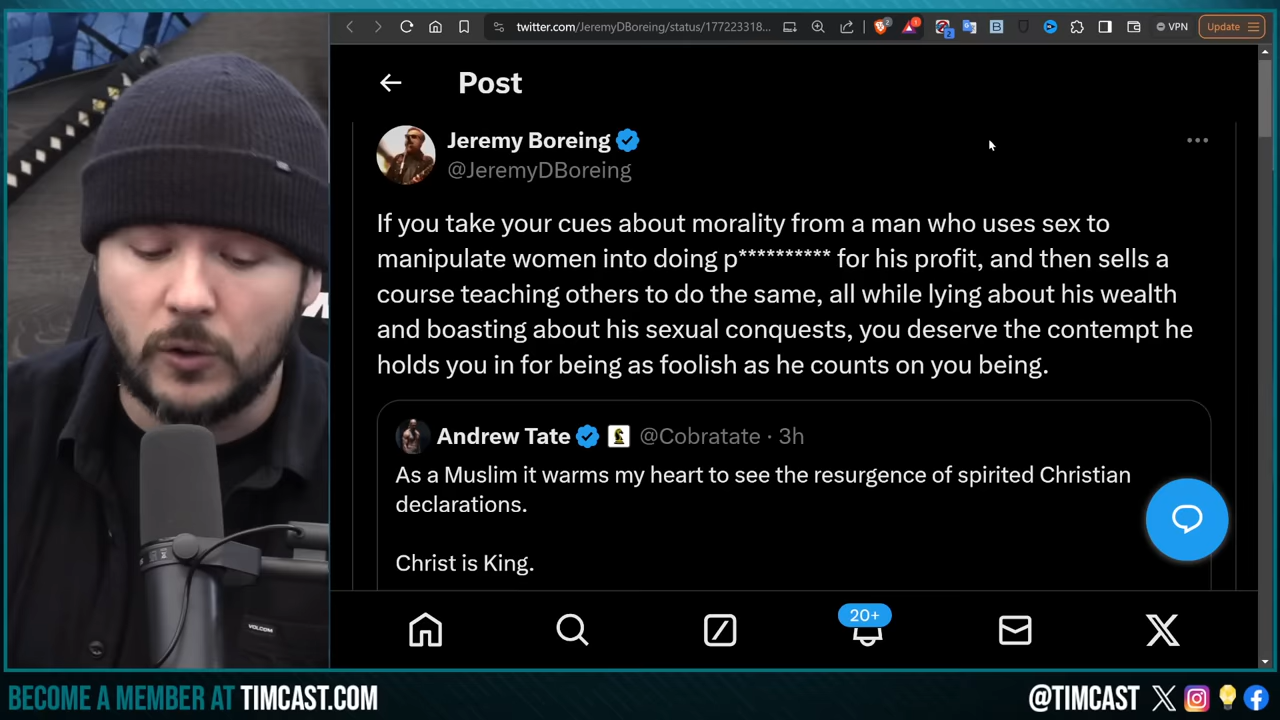 twitter.com/JeremyDBoreing/status/177223318...
2
1
2
VPN
Update
Post
Jeremy Boreing
@JeremyDBoreing
If you take your cues about morality from a man who uses sex to
manipulate women into doing p********** for his profit, and then sells a
course teaching others to do the same, all while lying about his wealth
and boasting about his sexual conquests, you deserve the contempt he
holds you in for being as foolish as he counts on you being.
Andrew Tate @Cobratate · 3h
As a Muslim it warms my heart to see the resurgence of spirited Christian
declarations.
Christ is King.
20+
VOLCOM
BECOME A MEMBER AT TIMCAST.COM
@TIMCAST